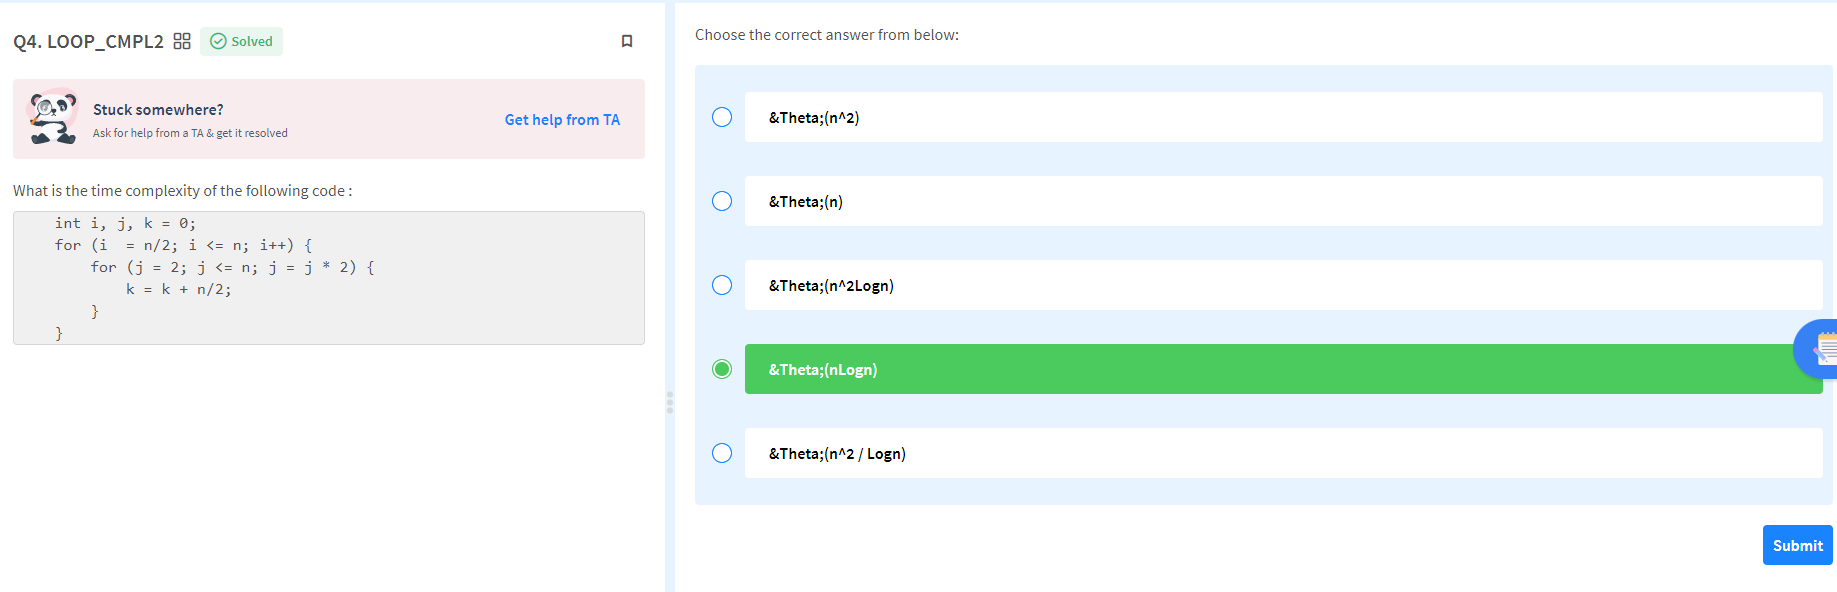 Q4. LOOP_CMPL2 Solved
Stuck somewhere?
Ask for help from a TA & get it resolved
Get help from TA
What is the time complexity of the following code :
int i, j, k = 0;
for (i  = n/2; i <= n; i++) {
    for (j = 2; j <= n; j = j * 2) {
        k = k + n/2;
    }
}
Choose the correct answer from below:
&Theta;(n^2)
&Theta;(n)
&Theta;(n^2Logn)
&Theta;(nLogn)
&Theta;(n^2 / Logn)
Submit